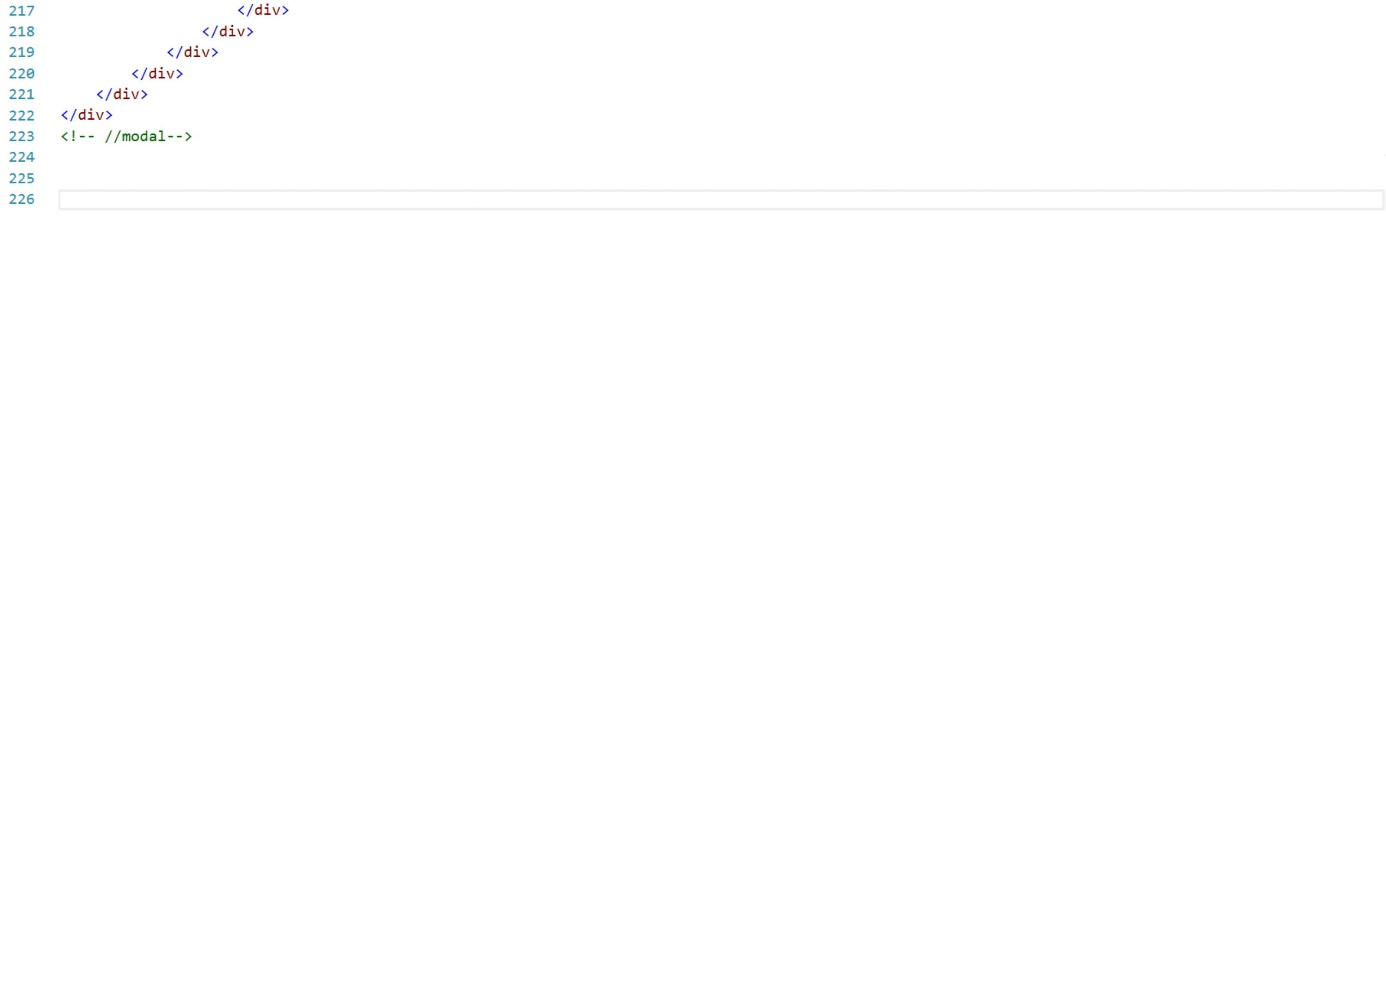 217                        </div>
218                    </div>
219                </div>
220            </div>
221        </div>
222    </div>
223    <!-- //modal-->
224
225
226